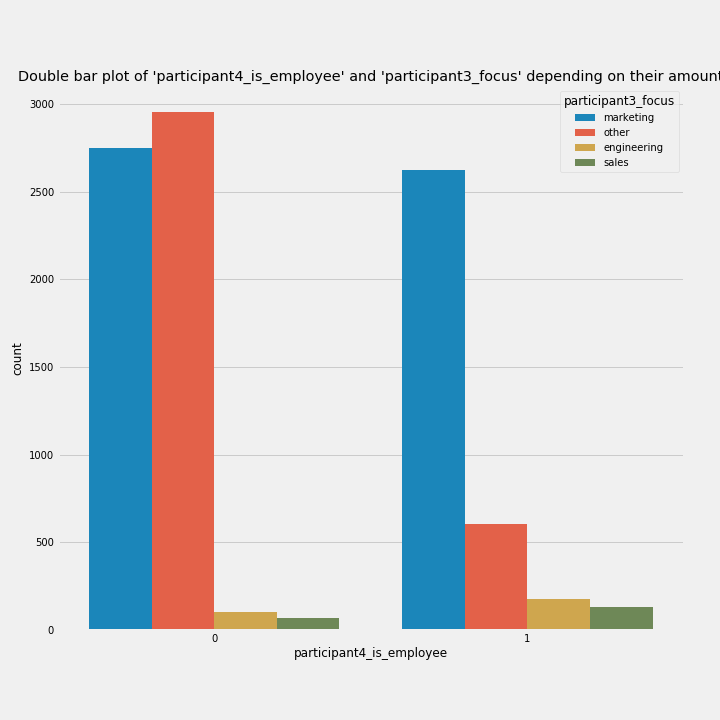 Double bar plot of 'participant4_is_employee' and 'participant3_focus' depending on their amount
participant3_focus
marketing
other
engineering
sales
3000
2500
2000
1500
1000
500
0
count
0
1
participant4_is_employee